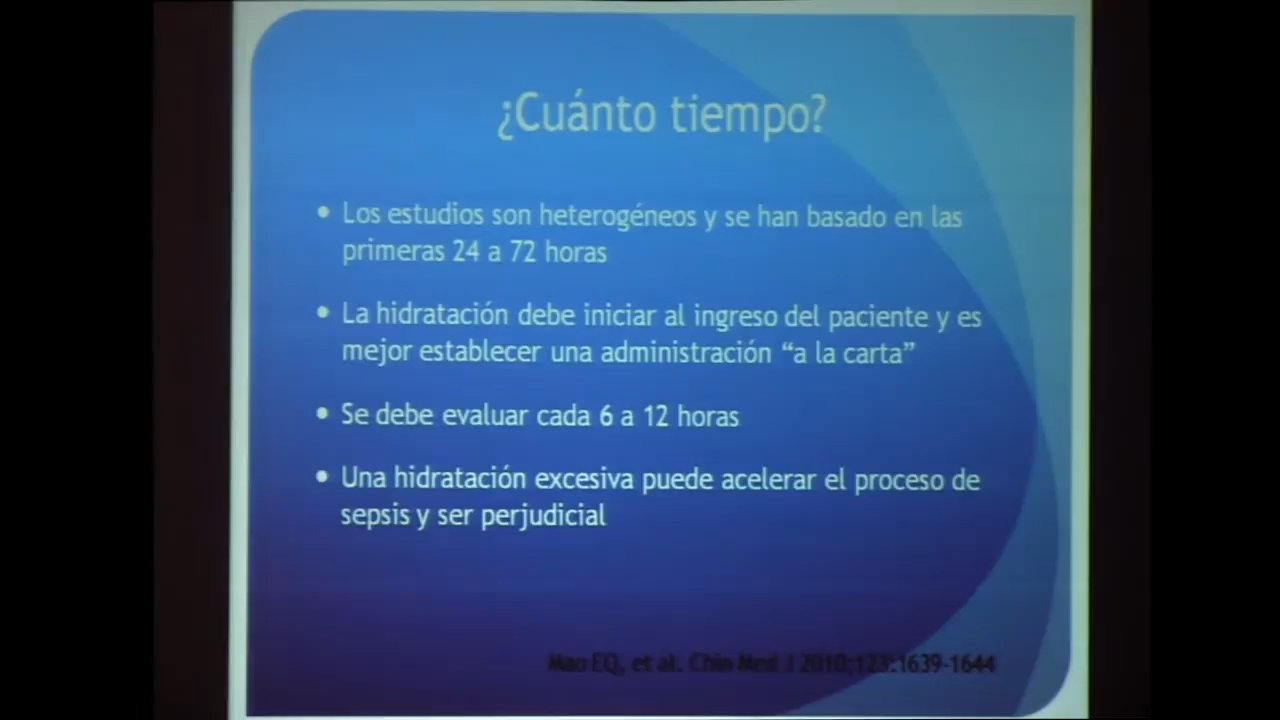 ¿Cuánto tiempo?
• Los estudios son heterogéneos y se han basado en las
primeras 24 a 72 horas
• La hidratación debe iniciar al ingreso del paciente y es
mejor establecer una administración “a la carta”
• Se debe evaluar cada 6 a 12 horas
• Una hidratación excesiva puede acelerar el proceso de
sepsis y ser perjudicial
Mao EQ, et al. Chin Med J 2010;123:1639-1644